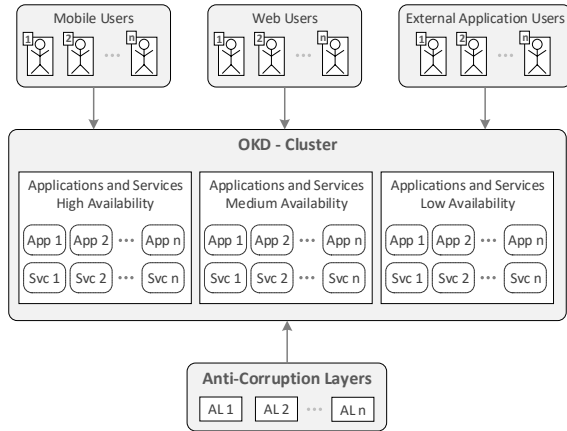 Mobile Users
1 2 ... n
Web Users
1 2 ... n
External Application Users
1 2 ... n
OKD - Cluster
Applications and Services
High Availability
App 1 App 2 ... App n
Svc 1 Svc 2 ... Svc n
Applications and Services
Medium Availability
App 1 App 2 ... App n
Svc 1 Svc 2 ... Svc n
Applications and Services
Low Availability
App 1 App 2 ... App n
Svc 1 Svc 2 ... Svc n
Anti-Corruption Layers
AL 1 AL 2 ... AL n